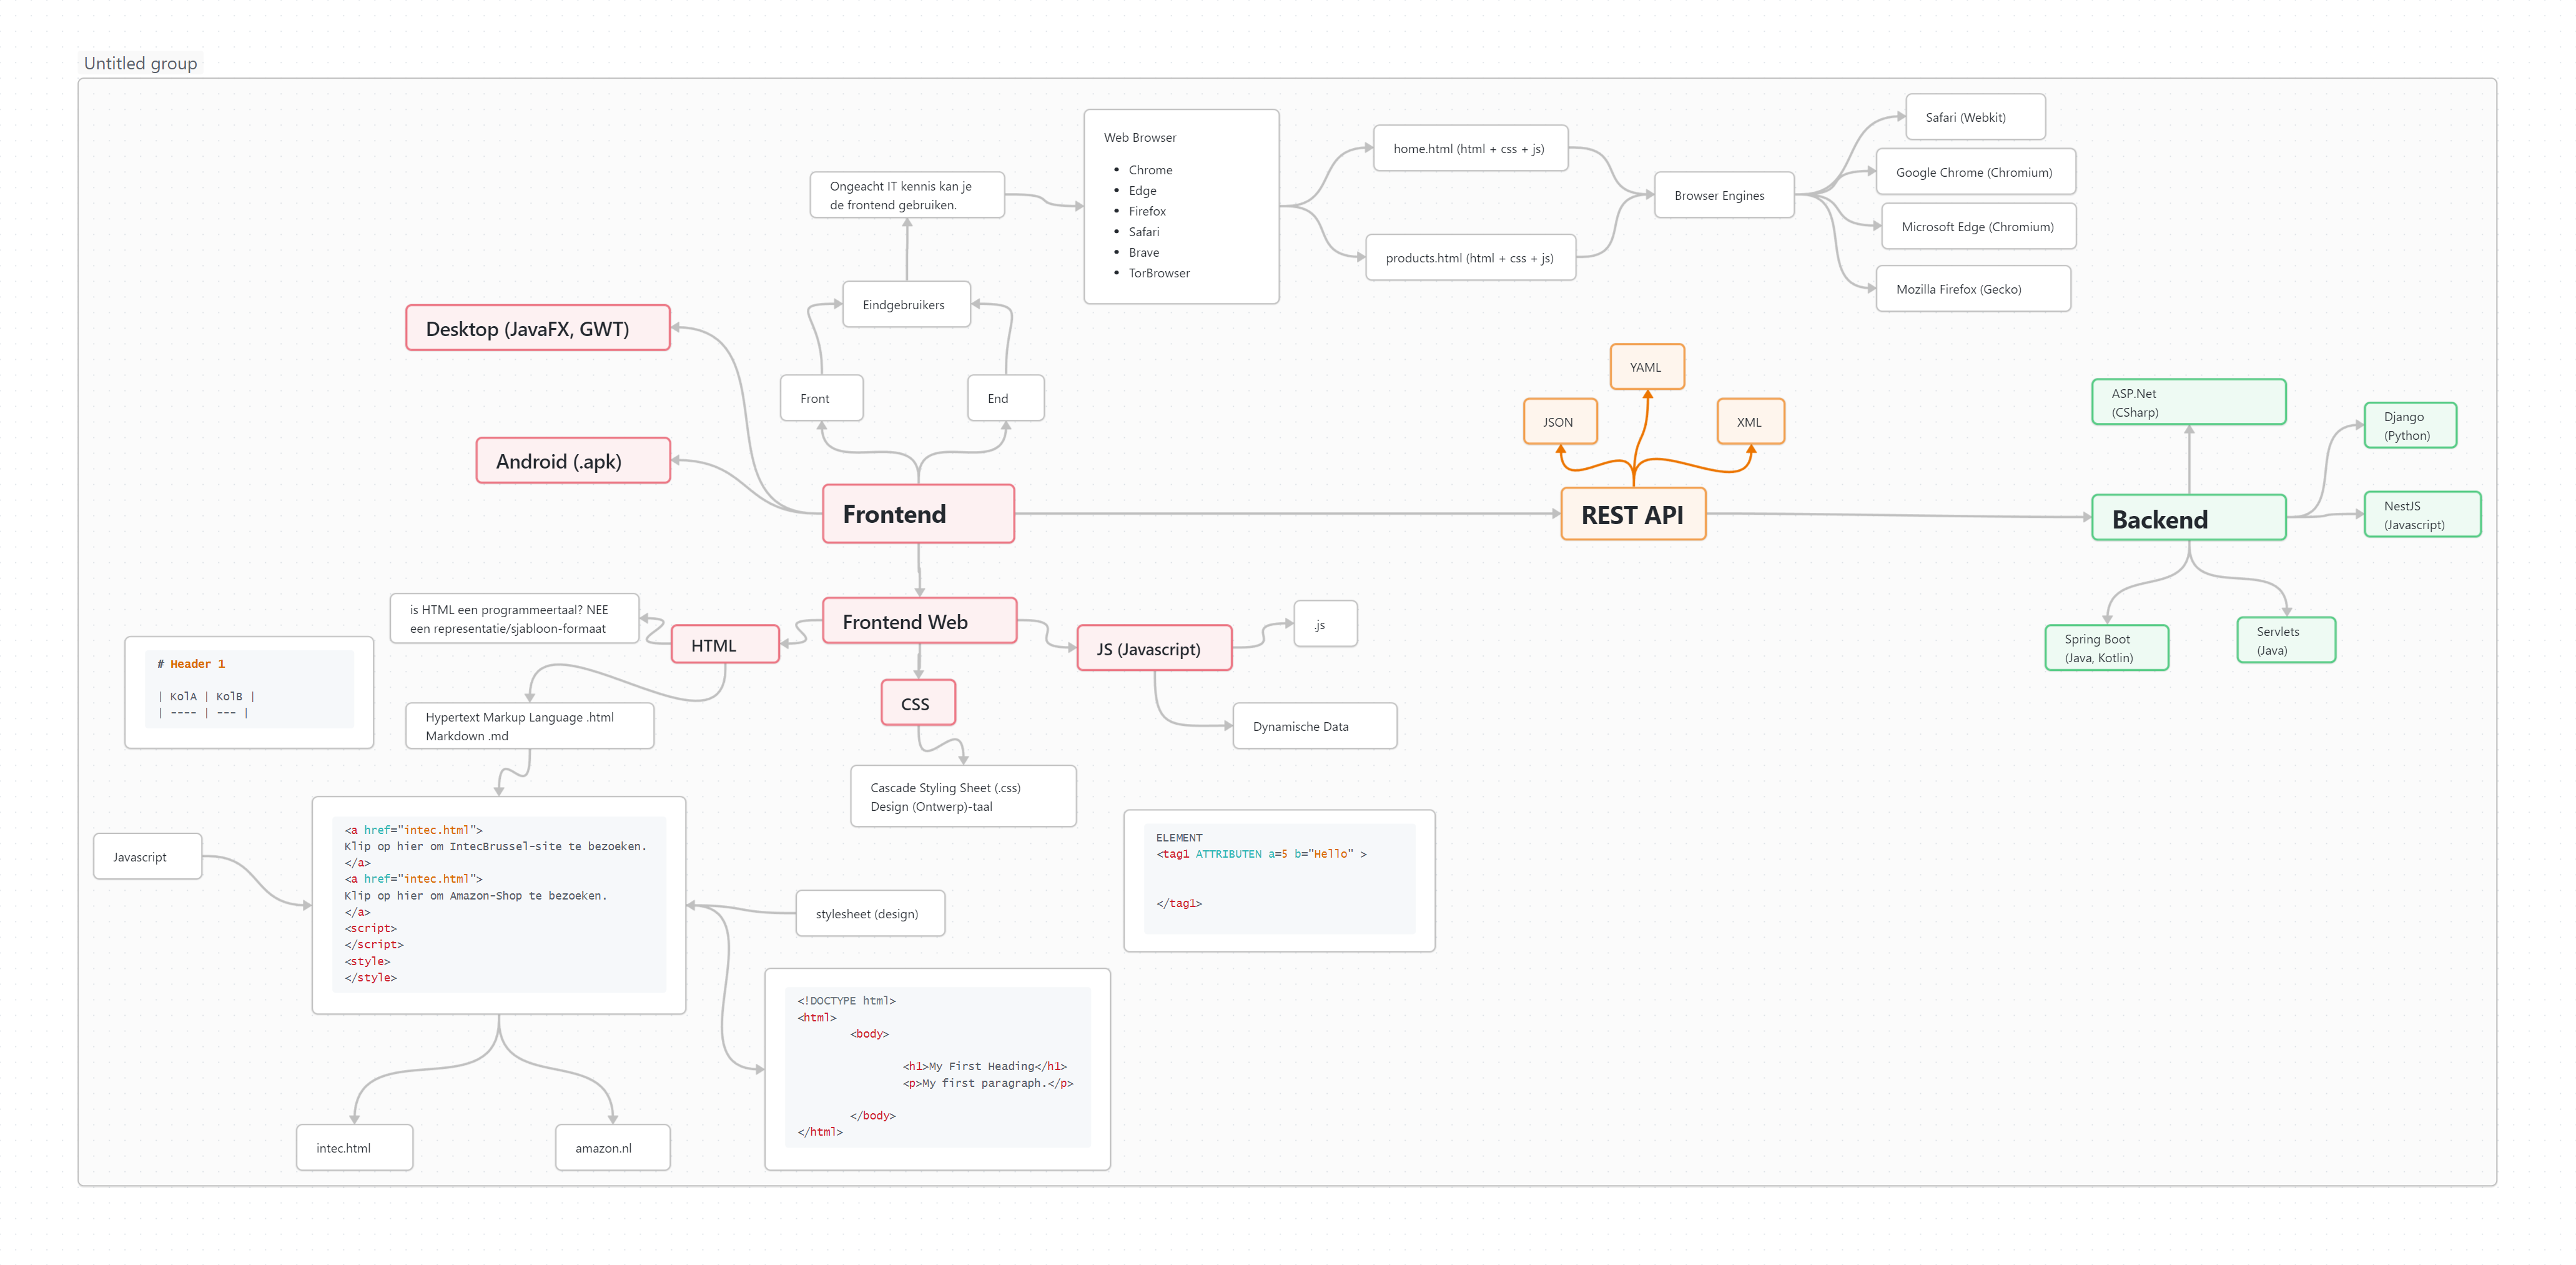 Untitled group
Web Browser
• Chrome
• Edge
• Firefox
• Safari
• Brave
• TorBrowser
home.html (html + css + js)
products.html (html + css + js)
Browser Engines
Safari (Webkit)
Google Chrome (Chromium)
Microsoft Edge (Chromium)
Mozilla Firefox (Gecko)
Ongeacht IT kennis kan je
de frontend gebruiken.
Eindgebruikers
Front
End
Desktop (JavaFX, GWT)
Android (.apk)
Frontend
YAML
JSON
XML
REST API
ASP.Net
(CSharp)
Django
(Python)
Backend
NestJS
(Javascript)
Spring Boot
(Java, Kotlin)
Servlets
(Java)
is HTML een programmeertaal? NEE
een representatie/sjabloon-formaat
HTML
Frontend Web
JS (Javascript)
.js
Dynamische Data
CSS
Cascade Styling Sheet (.css)
Design (Ontwerp)-taal
# Header 1
| KolA | KolB |
| ---- | --- |
Hypertext Markup Language .html
Markdown .md
Javascript
<a href="intec.html">
Klip op hier om IntecBrussel-site te bezoeken.
</a>
<a href="intec.html">
Klip op hier om Amazon-Shop te bezoeken.
</a>
<script>
</script>
<style>
</style>
stylesheet (design)
ELEMENT
<tag1 ATTRIBUTEN a=5 b="Hello" >
</tag1>
<!DOCTYPE html>
<html>
<body>
<h1>My First Heading</h1>
<p>My first paragraph.</p>
</body>
</html>
intec.html
amazon.nl